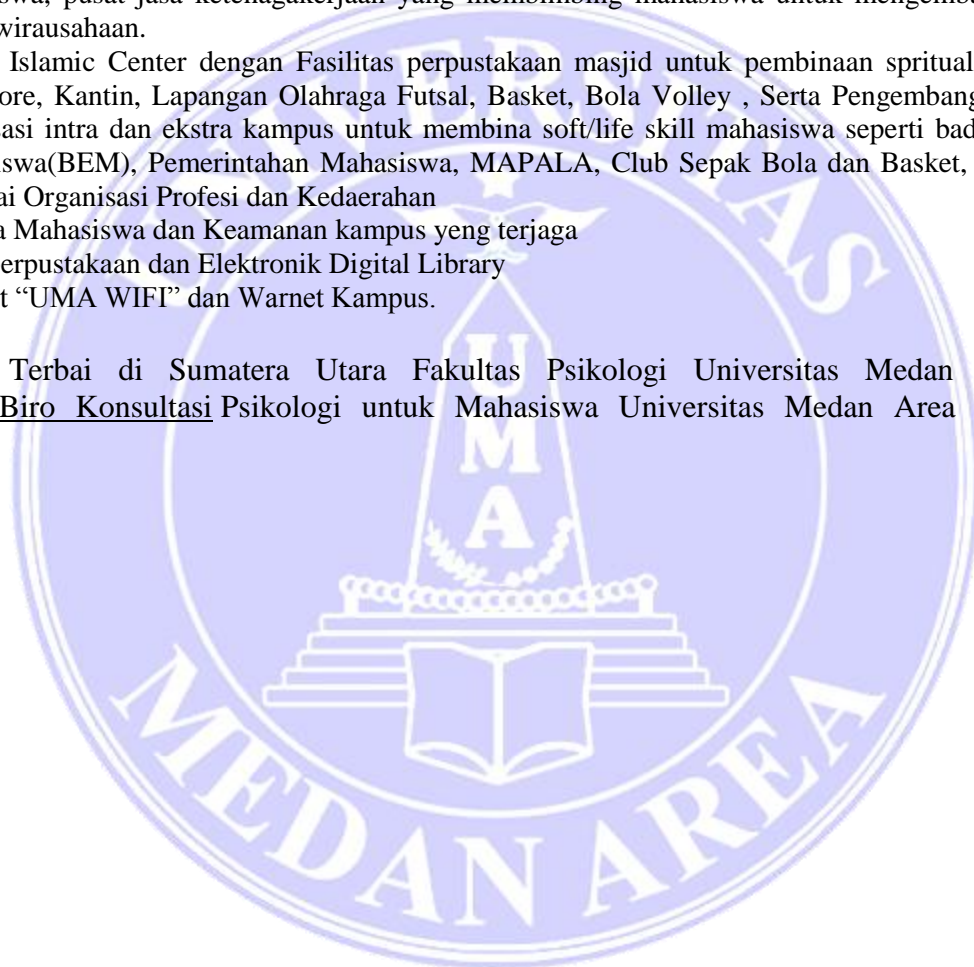 swa, pusat jasa ketenagakerjaan yang membimbing mahasiswa untuk mengemba
wirausahaan.
Islamic Center dengan Fasilitas perpustakaan masjid untuk pembinaan spritual
ore, Kantin, Lapangan Olahraga Futsal, Basket, Bola Volley , Serta Pengembang
asi intra dan ekstra kampus untuk membina soft/life skill mahasiswa seperti bad
iswa(BEM), Pemerintahan Mahasiswa, MAPALA, Club Sepak Bola dan Basket,
ai Organisasi Profesi dan Kedaerahan
a Mahasiswa dan Keamanan kampus yeng terjaga
erpustakaan dan Elektronik Digital Library
t “UMA WIFI” dan Warnet Kampus.
Terbai di Sumatera Utara Fakultas Psikologi Universitas Medan
Biro Konsultasi Psikologi untuk Mahasiswa Universitas Medan Area
UNIVERSITAS
UMA
MEDAN AREA